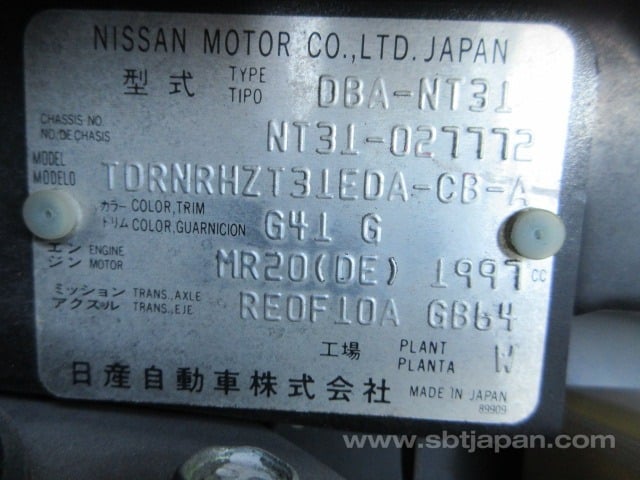 NISSAN MOTOR CO.,LTD. JAPAN
型式 TYPE TIPO DBA-NT31
CHASSIS NO. NO, DE CHASIS NT31-027772
MODEL MODELO TDRNRHZT31EDA-CB-A
カラー COLOR, TRIM トリム COLOR, GUARNICION G41 G
エンジン ENGINE MOTOR MR20(DE) 1997 CC
ミッション TRANS., AXLE アクスル TRANS., EJE RE0F10A GB64
工場 PLANT PLANTA W
日産自動車株式会社 MADE IN JAPAN
89909
www.sbtjapan.com